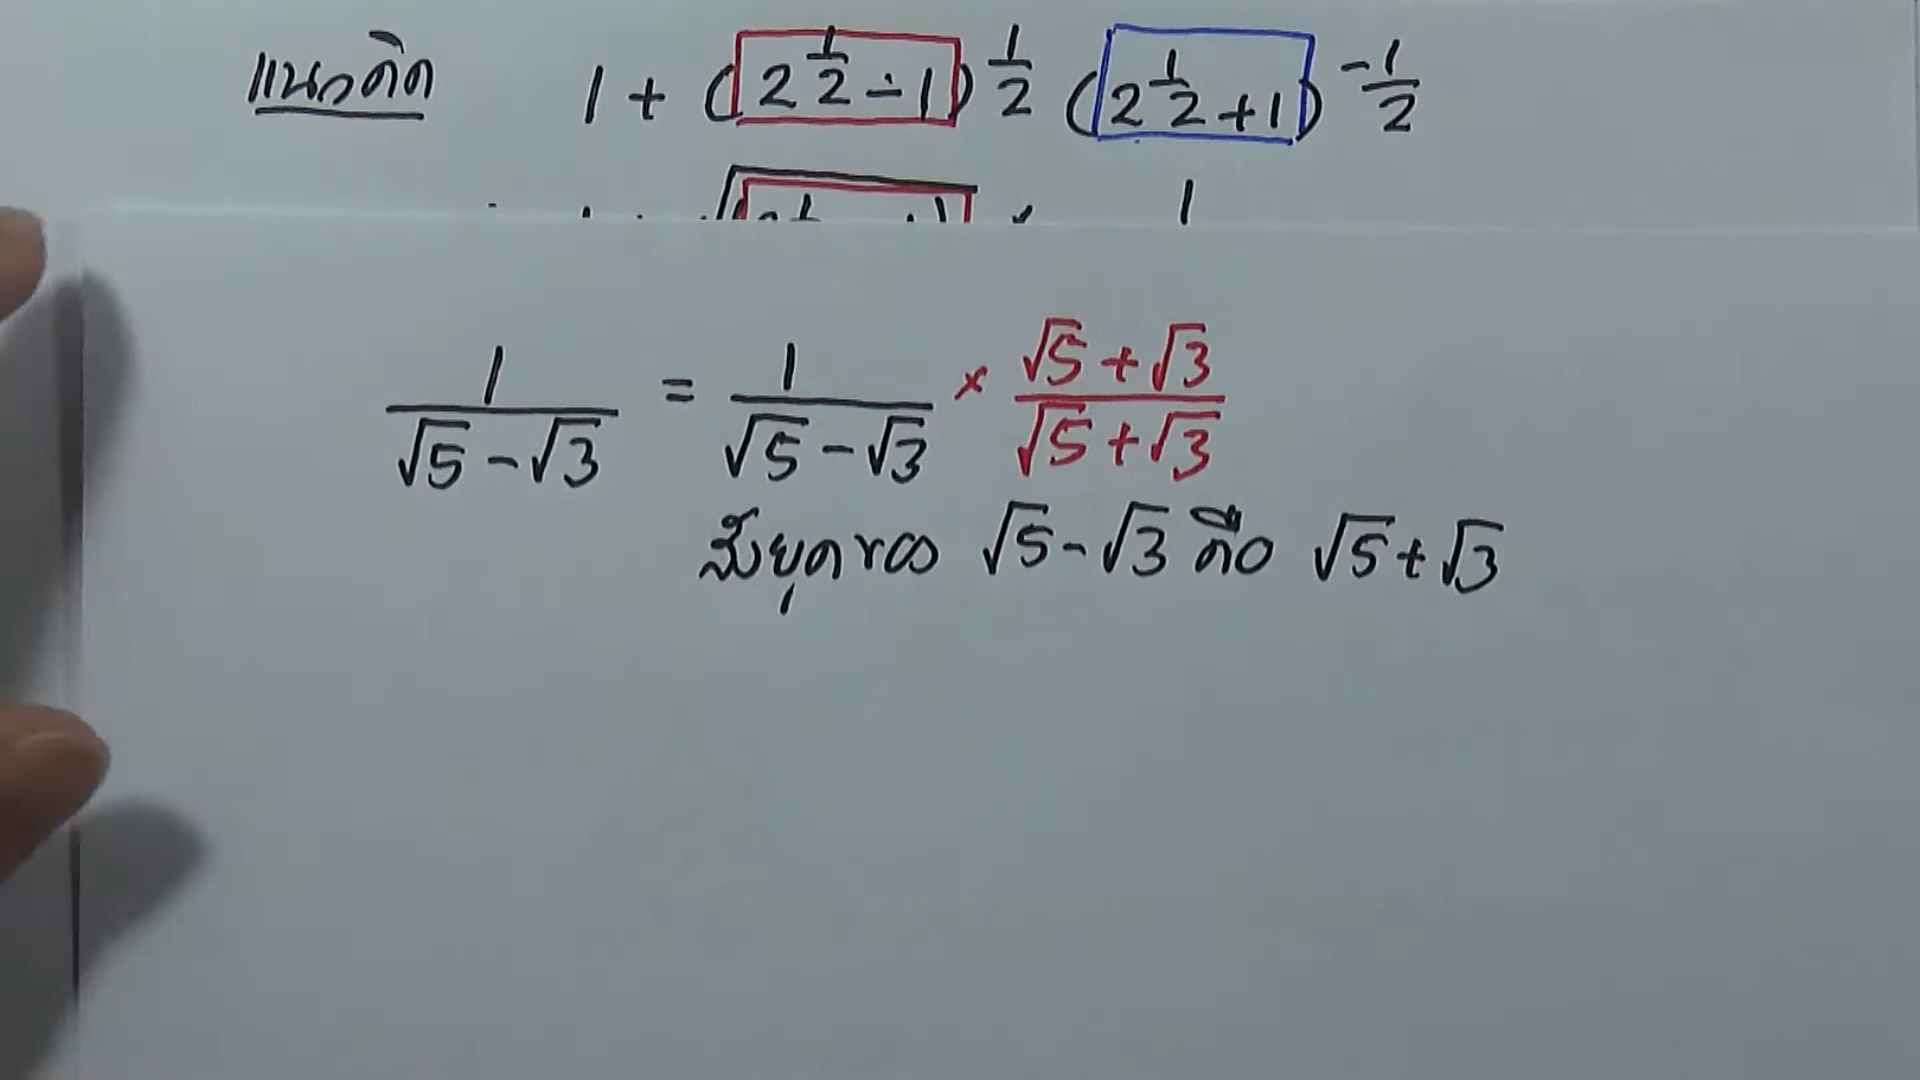 แนวคิด 1 + (2^{1/2} - 1)^{1/2} (2^{1/2} + 1)^{-1/2}
1
1/(√5 - √3) = 1/(√5 - √3) × (√5 + √3)/(√5 + √3)
สังยุคของ √5 - √3 คือ √5 + √3